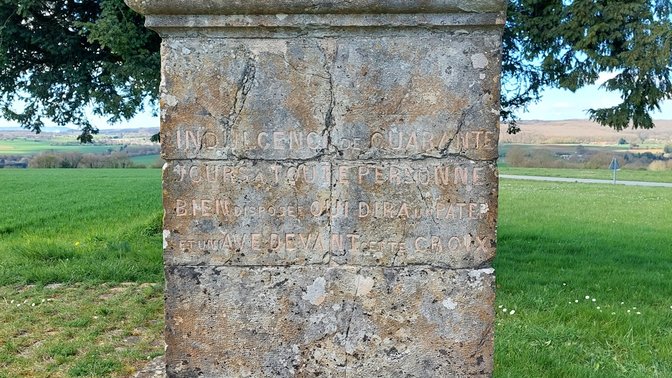 INDULGENCE DE QUARANTE
JOURS A TOUTE PERSONNE
BIEN DISPOSEE QUI DIRA UN PATER
ET UN AVE DEVANT CETTE CROIX